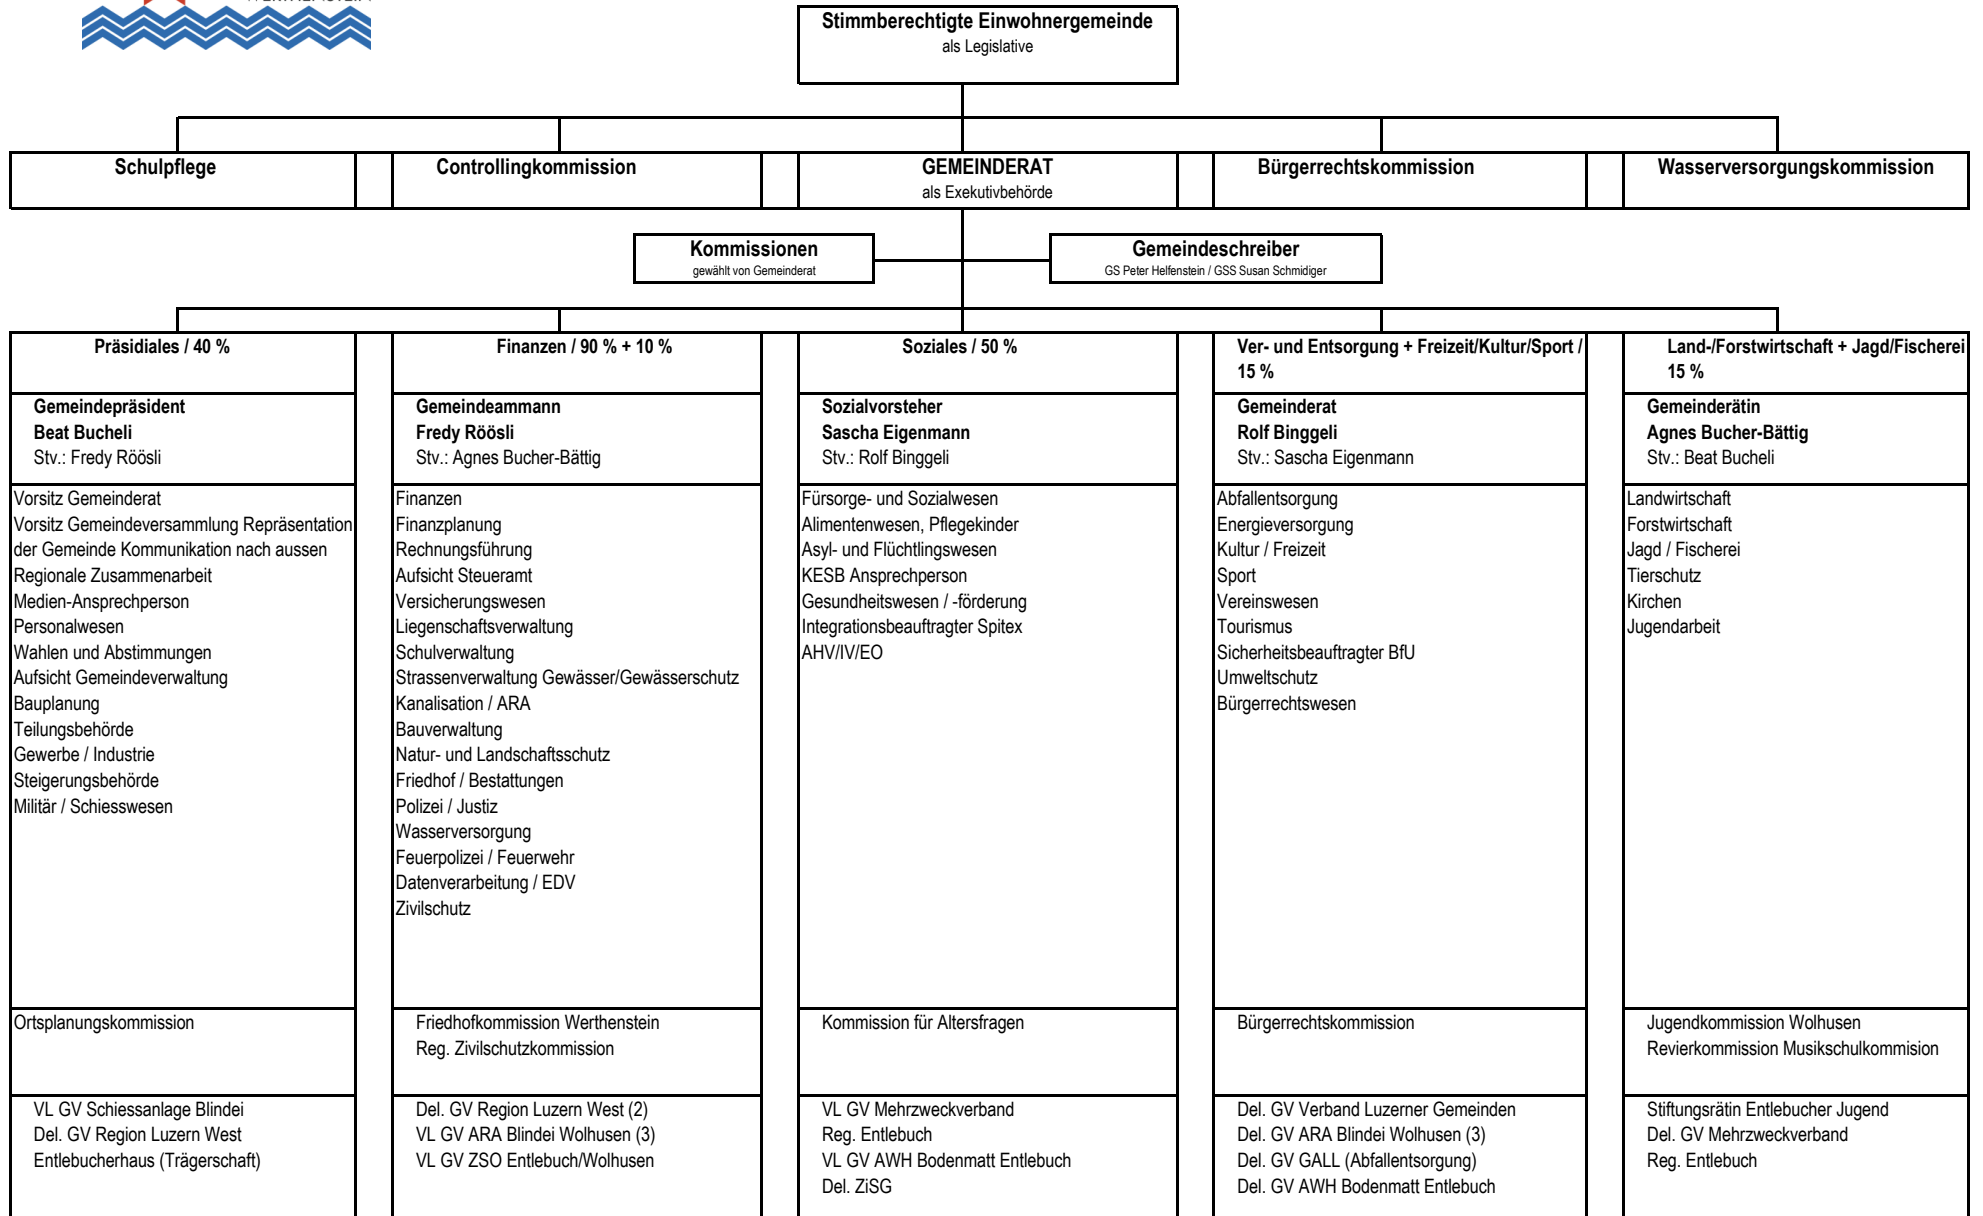 Stimmberechtigte Einwohnergemeinde
als Legislative
Schulpflege
Controllingkommission
GEMEINDERAT
als Exekutivbehörde
Bürgerrechtskommission
Wasserversorgungskommission
Kommissionen
gewählt von Gemeinderat
Gemeindeschreiber
GS Peter Helfenstein / GSS Susan Schmidiger
Präsidiales / 40 %
Gemeindepräsident
Beat Bucheli
Stv.: Fredy Röösli
Vorsitz Gemeinderat
Vorsitz Gemeindeversammlung Repräsentation
der Gemeinde Kommunikation nach aussen
Regionale Zusammenarbeit
Medien-Ansprechperson
Personalwesen
Wahlen und Abstimmungen
Aufsicht Gemeindeverwaltung
Bauplanung
Teilungsbehörde
Gewerbe / Industrie
Steigerungsbehörde
Militär / Schiesswesen
Ortsplanungskommission
VL GV Schiessanlage Blindei
Del. GV Region Luzern West
Entlebucherhaus (Trägerschaft)
Finanzen / 90 % + 10 %
Gemeindeammann
Fredy Röösli
Stv.: Agnes Bucher-Bättig
Finanzen
Finanzplanung
Rechnungsführung
Aufsicht Steueramt
Versicherungswesen
Liegenschaftsverwaltung
Schulverwaltung
Strassenverwaltung Gewässer/Gewässerschutz
Kanalisation / ARA
Bauverwaltung
Natur- und Landschaftsschutz
Friedhof / Bestattungen
Polizei / Justiz
Wasserversorgung
Feuerpolizei / Feuerwehr
Datenverarbeitung / EDV
Zivilschutz
Friedhofkommission Werthenstein
Reg. Zivilschutzkommission
Del. GV Region Luzern West (2)
VL GV ARA Blindei Wolhusen (3)
VL GV ZSO Entlebuch/Wolhusen
Soziales / 50 %
Sozialvorsteher
Sascha Eigenmann
Stv.: Rolf Binggeli
Fürsorge- und Sozialwesen
Alimentenwesen, Pflegekinder
Asyl- und Flüchtlingswesen
KESB Ansprechperson
Gesundheitswesen / -förderung
Integrationsbeauftragter Spitex
AHV/IV/EO
Kommission für Altersfragen
VL GV Mehrzweckverband
Reg. Entlebuch
VL GV AWH Bodenmatt Entlebuch
Del. ZiSG
Ver- und Entsorgung + Freizeit/Kultur/Sport /
15 %
Gemeinderat
Rolf Binggeli
Stv.: Sascha Eigenmann
Abfallentsorgung
Energieversorgung
Kultur / Freizeit
Sport
Vereinswesen
Tourismus
Sicherheitsbeauftragter BfU
Umweltschutz
Bürgerrechtswesen
Bürgerrechtskommission
Del. GV Verband Luzerner Gemeinden
Del. GV ARA Blindei Wolhusen (3)
Del. GV GALL (Abfallentsorgung)
Del. GV AWH Bodenmatt Entlebuch
Land-/Forstwirtschaft + Jagd/Fischerei
15 %
Gemeinderätin
Agnes Bucher-Bättig
Stv.: Beat Bucheli
Landwirtschaft
Forstwirtschaft
Jagd / Fischerei
Tierschutz
Kirchen
Jugendarbeit
Jugendkommission Wolhusen
Revierkommission Musikschulkommision
Stiftungsrätin Entlebucher Jugend
Del. GV Mehrzweckverband
Reg. Entlebuch